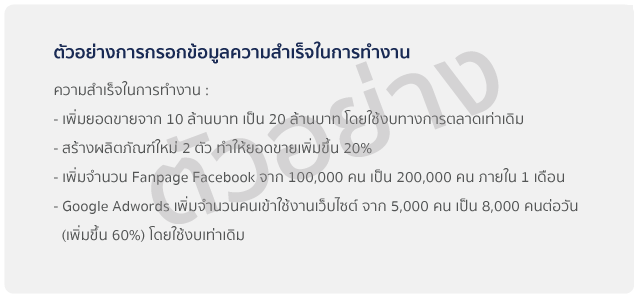 ตัวอย่างการกรอกข้อมูลความสำเร็จในการทำงาน
ความสำเร็จในการทำงาน :
- เพิ่มยอดขายจาก 10 ล้านบาท เป็น 20 ล้านบาท โดยใช้งบทางการตลาดเท่าเดิม
- สร้างผลิตภัณฑ์ใหม่ 2 ตัว ทำให้ยอดขายเพิ่มขึ้น 20%
- เพิ่มจำนวน Fanpage Facebook จาก 100,000 คน เป็น 200,000 คน ภายใน 1 เดือน
- Google Adwords เพิ่มจำนวนคนเข้าใช้งานเว็บไซต์ จาก 5,000 คน เป็น 8,000 คนต่อวัน
(เพิ่มขึ้น 60%) โดยใช้งบเท่าเดิม
ตัวอย่าง